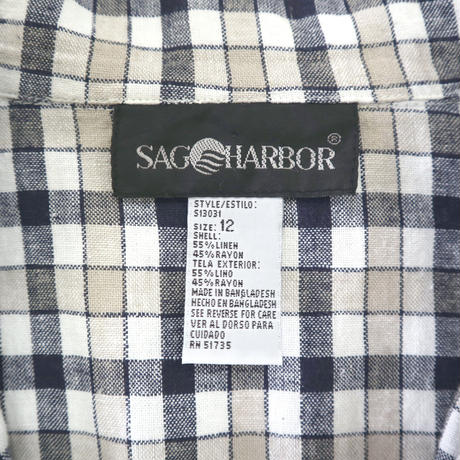 SAG HARBOR ®
STYLE/ESTILO:
S13031
SIZE: 12
SHELL:
55% LINEN
45% RAYON
TELA EXTERIOR:
55% LINO
45% RAYON
MADE IN BANGLADESH
HECHO EN BANGLADESH
SEE REVERSE FOR CARE
VER AL DORSO PARA
CUIDADO
RN 51735